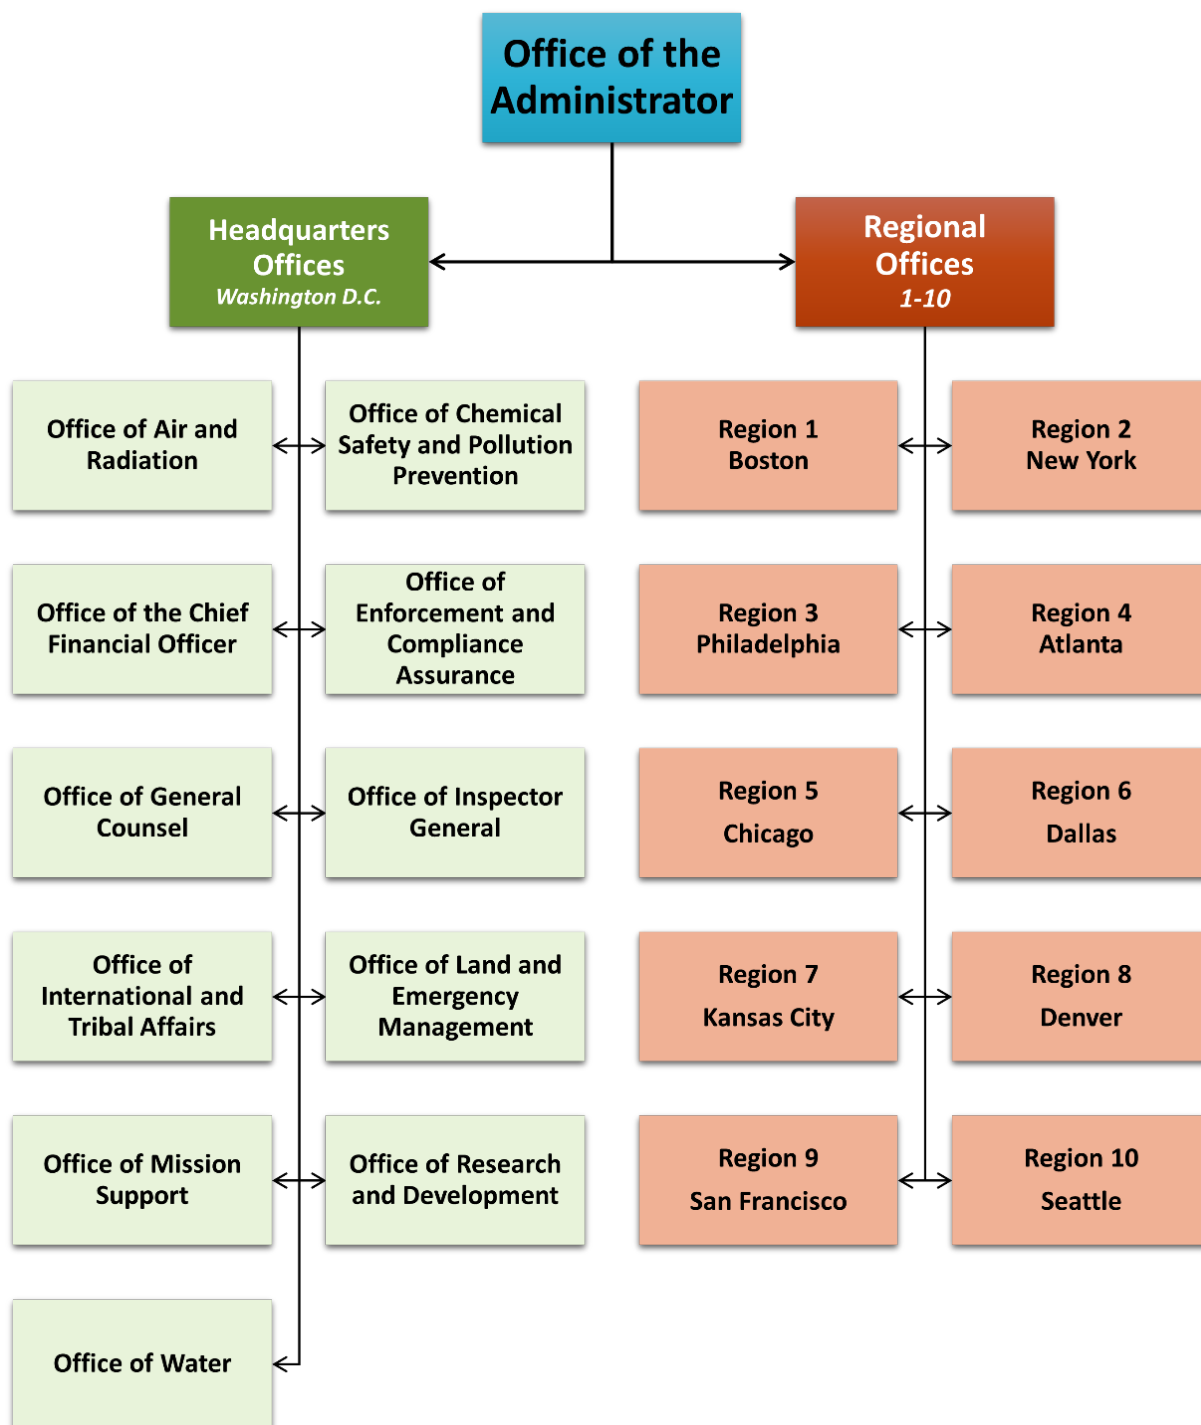 Office of the
Administrator
Headquarters
Offices
Washington D.C.
Regional
Offices
1-10
Office of Air and
Radiation
Office of Chemical
Safety and Pollution
Prevention
Region 1
Boston
Region 2
New York
Office of the Chief
Financial Officer
Office of
Enforcement and
Compliance
Assurance
Region 3
Philadelphia
Region 4
Atlanta
Office of General
Counsel
Office of Inspector
General
Region 5
Chicago
Region 6
Dallas
Office of
International and
Tribal Affairs
Office of Land and
Emergency
Management
Region 7
Kansas City
Region 8
Denver
Office of Mission
Support
Office of Research
and Development
Region 9
San Francisco
Region 10
Seattle
Office of Water